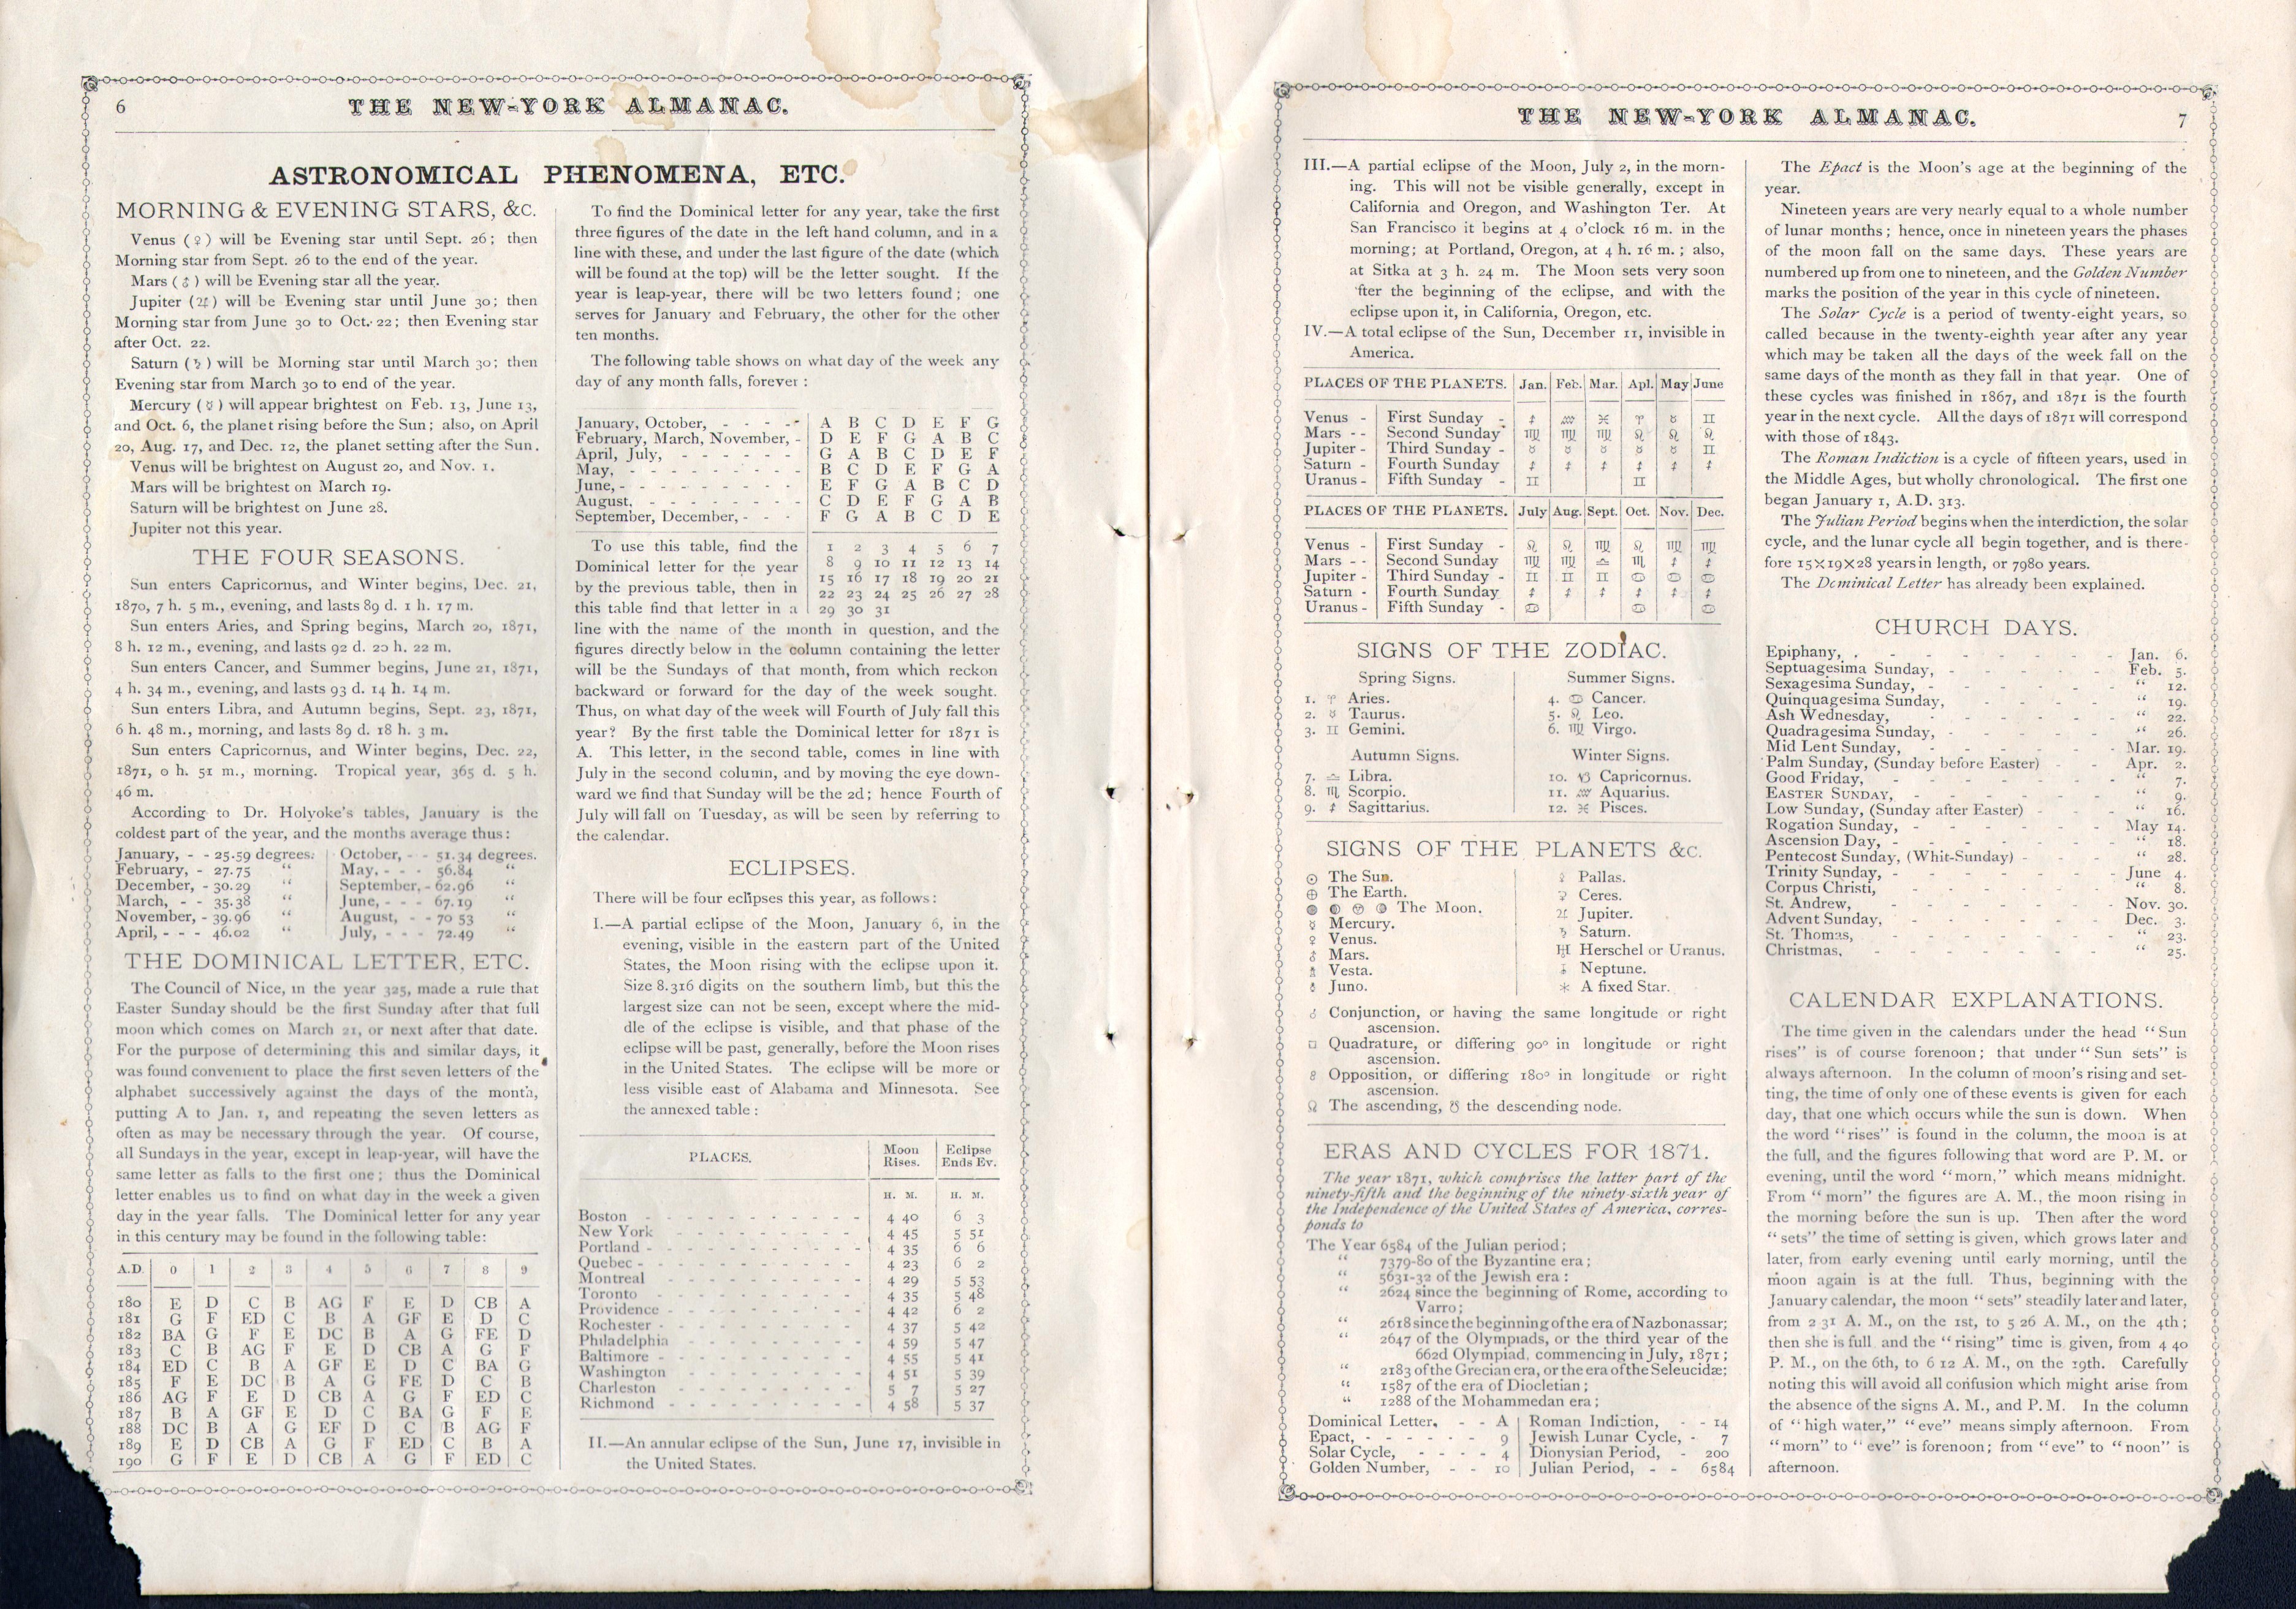 6
THE NEW-YORK ALMANAC.
ASTRONOMICAL PHENOMENA, ETC.
MORNING & EVENING STARS, &c.
Venus (♀) will be Evening star until Sept. 26; then
Morning star from Sept. 26 to the end of the year.
Mars (♂) will be Evening star all the year.
Jupiter (♃) will be Evening star until June 30; then
Morning star from June 30 to Oct. 22; then Evening star
after Oct. 22.
Saturn (♄) will be Morning star until March 30; then
Evening star from March 30 to end of the year.
Mercury (☿) will appear brightest on Feb. 13, June 13,
and Oct. 6, the planet rising before the Sun; also, on April
20, Aug. 17, and Dec. 12, the planet setting after the Sun.
Venus will be brightest on August 20, and Nov. 1.
Mars will be brightest on March 19.
Saturn will be brightest on June 28.
Jupiter not this year.
THE FOUR SEASONS.
Sun enters Capricornus, and Winter begins, Dec. 21,
1870, 7 h. 5 m., evening, and lasts 89 d. 1 h. 17 m.
Sun enters Aries, and Spring begins, March 20, 1871,
8 h. 12 m., evening, and lasts 92 d. 20 h. 22 m.
Sun enters Cancer, and Summer begins, June 21, 1871,
4 h. 34 m., evening, and lasts 93 d. 14 h. 14 m.
Sun enters Libra, and Autumn begins, Sept. 23, 1871,
6 h. 48 m., morning, and lasts 89 d. 18 h. 3 m.
Sun enters Capricornus, and Winter begins, Dec. 22,
1871, 0 h. 51 m., morning. Tropical year, 365 d. 5 h.
46 m.
According to Dr. Holyoke's tables, January is the
coldest part of the year, and the months average thus:
January, - - 25.59 degrees. October, - - 51.34 degrees.
February, - 27.75 “ May, - - - 56.84 “
December, - 30.29 “ September, - 62.96 “
March, - - 35.38 “ June, - - - 67.19 “
November, - 39.96 “ August, - - 70 53 “
April, - - - 46.02 “ July, - - - 72.49 “
THE DOMINICAL LETTER, ETC.
The Council of Nice, in the year 325, made a rule that
Easter Sunday should be the first Sunday after that full
moon which comes on March 21, or next after that date.
For the purpose of determining this and similar days, it
was found convenient to place the first seven letters of the
alphabet successively against the days of the month,
putting A to Jan. 1, and repeating the seven letters as
often as may be necessary through the year. Of course,
all Sundays in the year, except in leap-year, will have the
same letter as falls to the first one; thus the Dominical
letter enables us to find on what day in the week a given
day in the year falls. The Dominical letter for any year
in this century may be found in the following table:
A.D. 0 1 2 3 4 5 6 7 8 9
180 E D C B AG F E D CB A
181 G F ED C B A GF E D C
182 BA G F E DC B A G FE D
183 C B AG F E D CB A G F
184 ED C B A GF E D C BA G
185 F E DC B A G FE D C B
186 AG F E D CB A G F ED C
187 B A GF E D C BA G F E
188 DC B A G EF D C B AG F
189 E D CB A G F ED C B A
190 G F E D CB A G F ED C
To find the Dominical letter for any year, take the first
three figures of the date in the left hand column, and in a
line with these, and under the last figure of the date (which
will be found at the top) will be the letter sought. If the
year is leap-year, there will be two letters found; one
serves for January and February, the other for the other
ten months.
The following table shows on what day of the week any
day of any month falls, forever:
January, October, - - - - A B C D E F G
February, March, November, - D E F G A B C
April, July, - - - - - - G A B C D E F
May, - - - - - - - - - B C D E F G A
June, - - - - - - - - E F G A B C D
August, - - - - - - - C D E F G A B
September, December, - - - F G A B C D E
To use this table, find the 1 2 3 4 5 6 7
Dominical letter for the year 8 9 10 11 12 13 14
by the previous table, then in 15 16 17 18 19 20 21
22 23 24 25 26 27 28
this table find that letter in a 29 30 31
line with the name of the month in question, and the
figures directly below in the column containing the letter
will be the Sundays of that month, from which reckon
backward or forward for the day of the week sought.
Thus, on what day of the week will Fourth of July fall this
year? By the first table the Dominical letter for 1871 is
A. This letter, in the second table, comes in line with
July in the second column, and by moving the eye down-
ward we find that Sunday will be the 2d; hence Fourth of
July will fall on Tuesday, as will be seen by referring to
the calendar.
ECLIPSES.
There will be four eclipses this year, as follows:
I.—A partial eclipse of the Moon, January 6, in the
evening, visible in the eastern part of the United
States, the Moon rising with the eclipse upon it.
Size 8.316 digits on the southern limb, but this the
largest size can not be seen, except where the mid-
dle of the eclipse is visible, and that phase of the
eclipse will be past, generally, before the Moon rises
in the United States. The eclipse will be more or
less visible east of Alabama and Minnesota. See
the annexed table:
PLACES. Moon Rises. Eclipse Ends Ev.
H. M. H. M.
Boston - - - - - - - - - - 4 40 6 3
New York - - - - - - - - - 4 45 5 51
Portland - - - - - - - - - - 4 35 6 6
Quebec - - - - - - - - - - 4 23 6 2
Montreal - - - - - - - - - 4 29 5 53
Toronto - - - - - - - - - 4 35 5 48
Providence - - - - - - - - - 4 42 6 2
Rochester - - - - - - - - - 4 37 5 42
Philadelphia - - - - - - - - 4 59 5 47
Baltimore - - - - - - - - - 4 55 5 41
Washington - - - - - - - - 4 51 5 39
Charleston - - - - - - - - 5 7 5 27
Richmond - - - - - - - - - 4 58 5 37
II.—An annular eclipse of the Sun, June 17, invisible in
the United States.
THE NEW-YORK ALMANAC.
7
III.—A partial eclipse of the Moon, July 2, in the morn-
ing. This will not be visible generally, except in
California and Oregon, and Washington Ter. At
San Francisco it begins at 4 o'clock 16 m. in the
morning; at Portland, Oregon, at 4 h. 16 m.; also,
at Sitka at 3 h. 24 m. The Moon sets very soon
'fter the beginning of the eclipse, and with the
eclipse upon it, in California, Oregon, etc.
IV.—A total eclipse of the Sun, December 11, invisible in
America.
PLACES OF THE PLANETS. Jan. Feb. Mar. Apl. May June
Venus - First Sunday - ♐ ♒ ♓ ♈ ♉ ♊
Mars - - Second Sunday ♍ ♍ ♍ ♌ ♌ ♌
Jupiter - Third Sunday - ♉ ♉ ♉ ♉ ♉ ♊
Saturn - Fourth Sunday ♐ ♐ ♐ ♐ ♐ ♐
Uranus - Fifth Sunday - ♊ ♊
PLACES OF THE PLANETS. July Aug. Sept. Oct. Nov. Dec.
Venus - First Sunday - ♌ ♌ ♍ ♌ ♍ ♍
Mars - - Second Sunday ♍ ♍ ♎ ♏ ♐ ♐
Jupiter - Third Sunday - ♊ ♊ ♊ ♋ ♋ ♋
Saturn - Fourth Sunday ♐ ♐ ♐ ♐ ♐ ♐
Uranus - Fifth Sunday - ♋ ♋ ♋
SIGNS OF THE ZODIAC.
Spring Signs. Summer Signs.
1. ♈ Aries. 4. ♋ Cancer.
2. ♉ Taurus. 5. ♌ Leo.
3. ♊ Gemini. 6. ♍ Virgo.
Autumn Signs. Winter Signs.
7. ♎ Libra. 10. ♑ Capricornus.
8. ♏ Scorpio. 11. ♒ Aquarius.
9. ♐ Sagittarius. 12. ♓ Pisces.
SIGNS OF THE PLANETS &c.
☉ The Sun. ⚴ Pallas.
⊕ The Earth. ⚳ Ceres.
The Moon. ♃ Jupiter.
☿ Mercury. ♄ Saturn.
♀ Venus. ♅ Herschel or Uranus.
♂ Mars. ♆ Neptune.
Vesta. ✳ A fixed Star.
Juno.
☌ Conjunction, or having the same longitude or right
ascension.
□ Quadrature, or differing 90° in longitude or right
ascension.
☍ Opposition, or differing 180° in longitude or right
ascension.
☊ The ascending, ☋ the descending node.
ERAS AND CYCLES FOR 1871.
The year 1871, which comprises the latter part of the
ninety-fifth and the beginning of the ninety-sixth year of
the Independence of the United States of America, corres-
ponds to
The Year 6584 of the Julian period;
“ 7379-80 of the Byzantine era;
“ 5631-32 of the Jewish era:
“ 2624 since the beginning of Rome, according to
Varro;
“ 2618 since the beginning of the era of Nazbonassar;
“ 2647 of the Olympiads, or the third year of the
662d Olympiad, commencing in July, 1871;
“ 2183 of the Grecian era, or the era of the Seleucidæ;
“ 1587 of the era of Diocletian;
“ 1288 of the Mohammedan era;
Dominical Letter, - - A Roman Indiction, - - 14
Epact, - - - - - - 9 Jewish Lunar Cycle, - 7
Solar Cycle, - - - - 4 Dionysian Period, - 200
Golden Number, - - 10 Julian Period, - - 6584
The Epact is the Moon's age at the beginning of the
year.
Nineteen years are very nearly equal to a whole number
of lunar months; hence, once in nineteen years the phases
of the moon fall on the same days. These years are
numbered up from one to nineteen, and the Golden Number
marks the position of the year in this cycle of nineteen.
The Solar Cycle is a period of twenty-eight years, so
called because in the twenty-eighth year after any year
which may be taken all the days of the week fall on the
same days of the month as they fall in that year. One of
these cycles was finished in 1867, and 1871 is the fourth
year in the next cycle. All the days of 1871 will correspond
with those of 1843.
The Roman Indiction is a cycle of fifteen years, used in
the Middle Ages, but wholly chronological. The first one
began January 1, A.D. 313.
The Julian Period begins when the interdiction, the solar
cycle, and the lunar cycle all begin together, and is there-
fore 15×19×28 years in length, or 7980 years.
The Dominical Letter has already been explained.
CHURCH DAYS.
Epiphany, . - - - - - - Jan. 6.
Septuagesima Sunday, - - - - - Feb. 5.
Sexagesima Sunday, - - - - - - “ 12.
Quinquagesima Sunday, - - - - “ 19.
Ash Wednesday, - - - - - - “ 22.
Quadragesima Sunday, - - - - - “ 26.
Mid Lent Sunday, - - - - - - Mar. 19.
Palm Sunday, (Sunday before Easter) - - Apr. 2.
Good Friday, - - - - - - - “ 7.
EASTER SUNDAY, - - - - - - “ 9.
Low Sunday, (Sunday after Easter) - - - “ 16.
Rogation Sunday, - - - - - - May 14.
Ascension Day, - - - - - - - “ 18.
Pentecost Sunday, (Whit-Sunday) - - - “ 28.
Trinity Sunday, - - - - - - June 4.
Corpus Christi, - - - - - - “ 8.
St. Andrew, - - - - - - - Nov. 30.
Advent Sunday, - - - - - - Dec. 3.
St. Thomas, - - - - - - - “ 23.
Christmas, - - - - - - - “ 25.
CALENDAR EXPLANATIONS.
The time given in the calendars under the head “Sun
rises” is of course forenoon; that under “Sun sets” is
always afternoon. In the column of moon's rising and set-
ting, the time of only one of these events is given for each
day, that one which occurs while the sun is down. When
the word “rises” is found in the column, the moon is at
the full, and the figures following that word are P. M. or
evening, until the word “morn,” which means midnight.
From “morn” the figures are A. M., the moon rising in
the morning before the sun is up. Then after the word
“sets” the time of setting is given, which grows later and
later, from early evening until early morning, until the
moon again is at the full. Thus, beginning with the
January calendar, the moon “sets” steadily later and later,
from 2 31 A. M., on the 1st, to 5 26 A. M., on the 4th;
then she is full and the “rising” time is given, from 4 40
P. M., on the 6th, to 6 12 A. M., on the 19th. Carefully
noting this will avoid all confusion which might arise from
the absence of the signs A. M., and P. M. In the column
of “high water,” “eve” means simply afternoon. From
“morn” to “eve” is forenoon; from “eve” to “noon” is
afternoon.